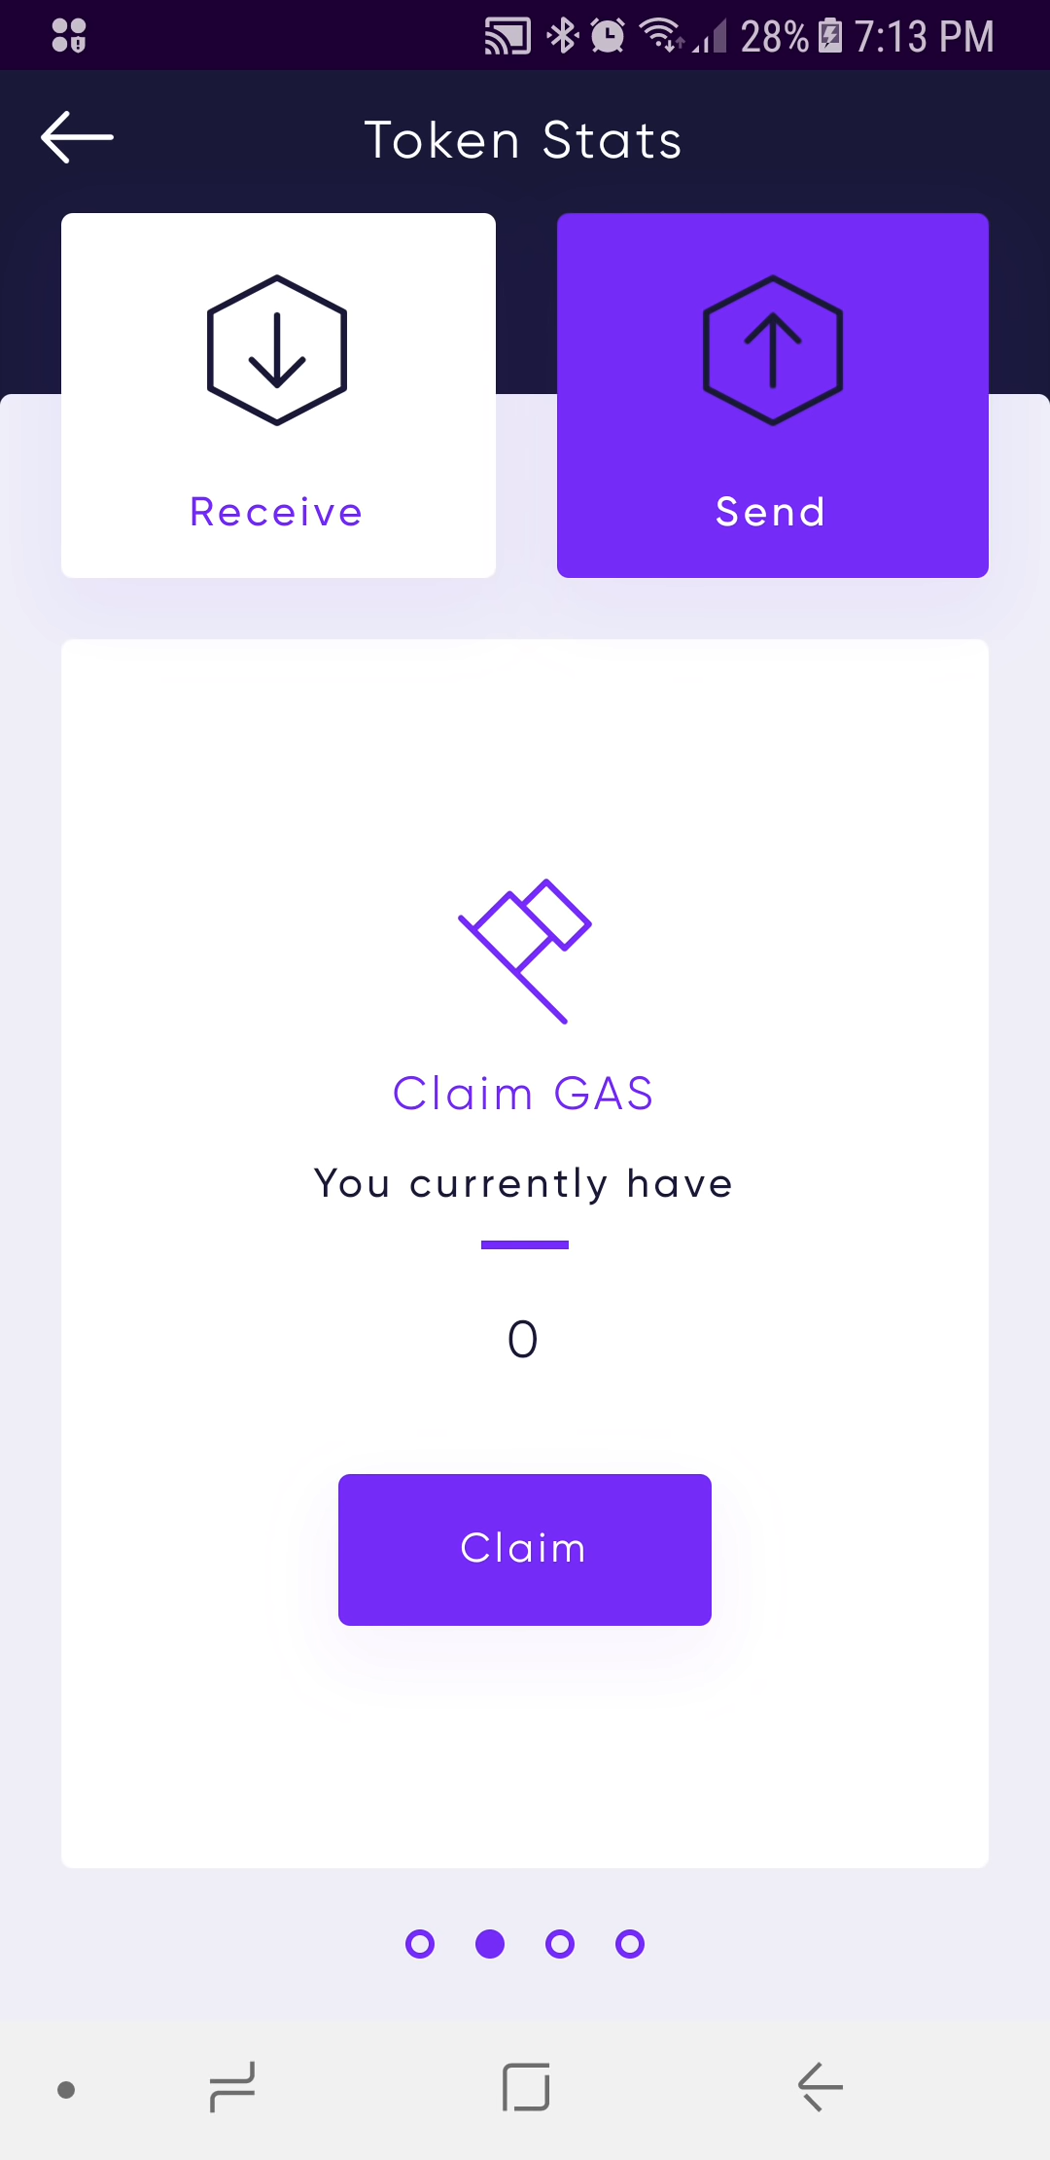 28% 7:13 PM
Token Stats
Receive
Send
Claim GAS
You currently have
0
Claim